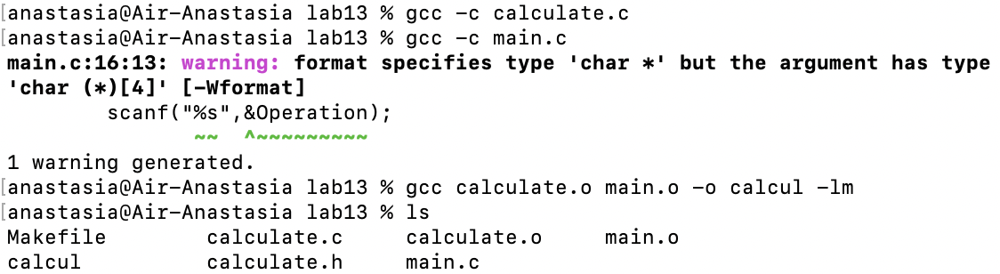 [anastasia@Air-Anastasia lab13 % gcc -c calculate.c
[anastasia@Air-Anastasia lab13 % gcc -c main.c
main.c:16:13: warning: format specifies type 'char *' but the argument has type
'char (*)[4]' [-Wformat]
        scanf("%s",&Operation);
               ~~  ^~~~~~~~~~
1 warning generated.
[anastasia@Air-Anastasia lab13 % gcc calculate.o main.o -o calcul -lm
[anastasia@Air-Anastasia lab13 % ls
Makefile        calculate.c     calculate.o     main.o
calcul          calculate.h     main.c